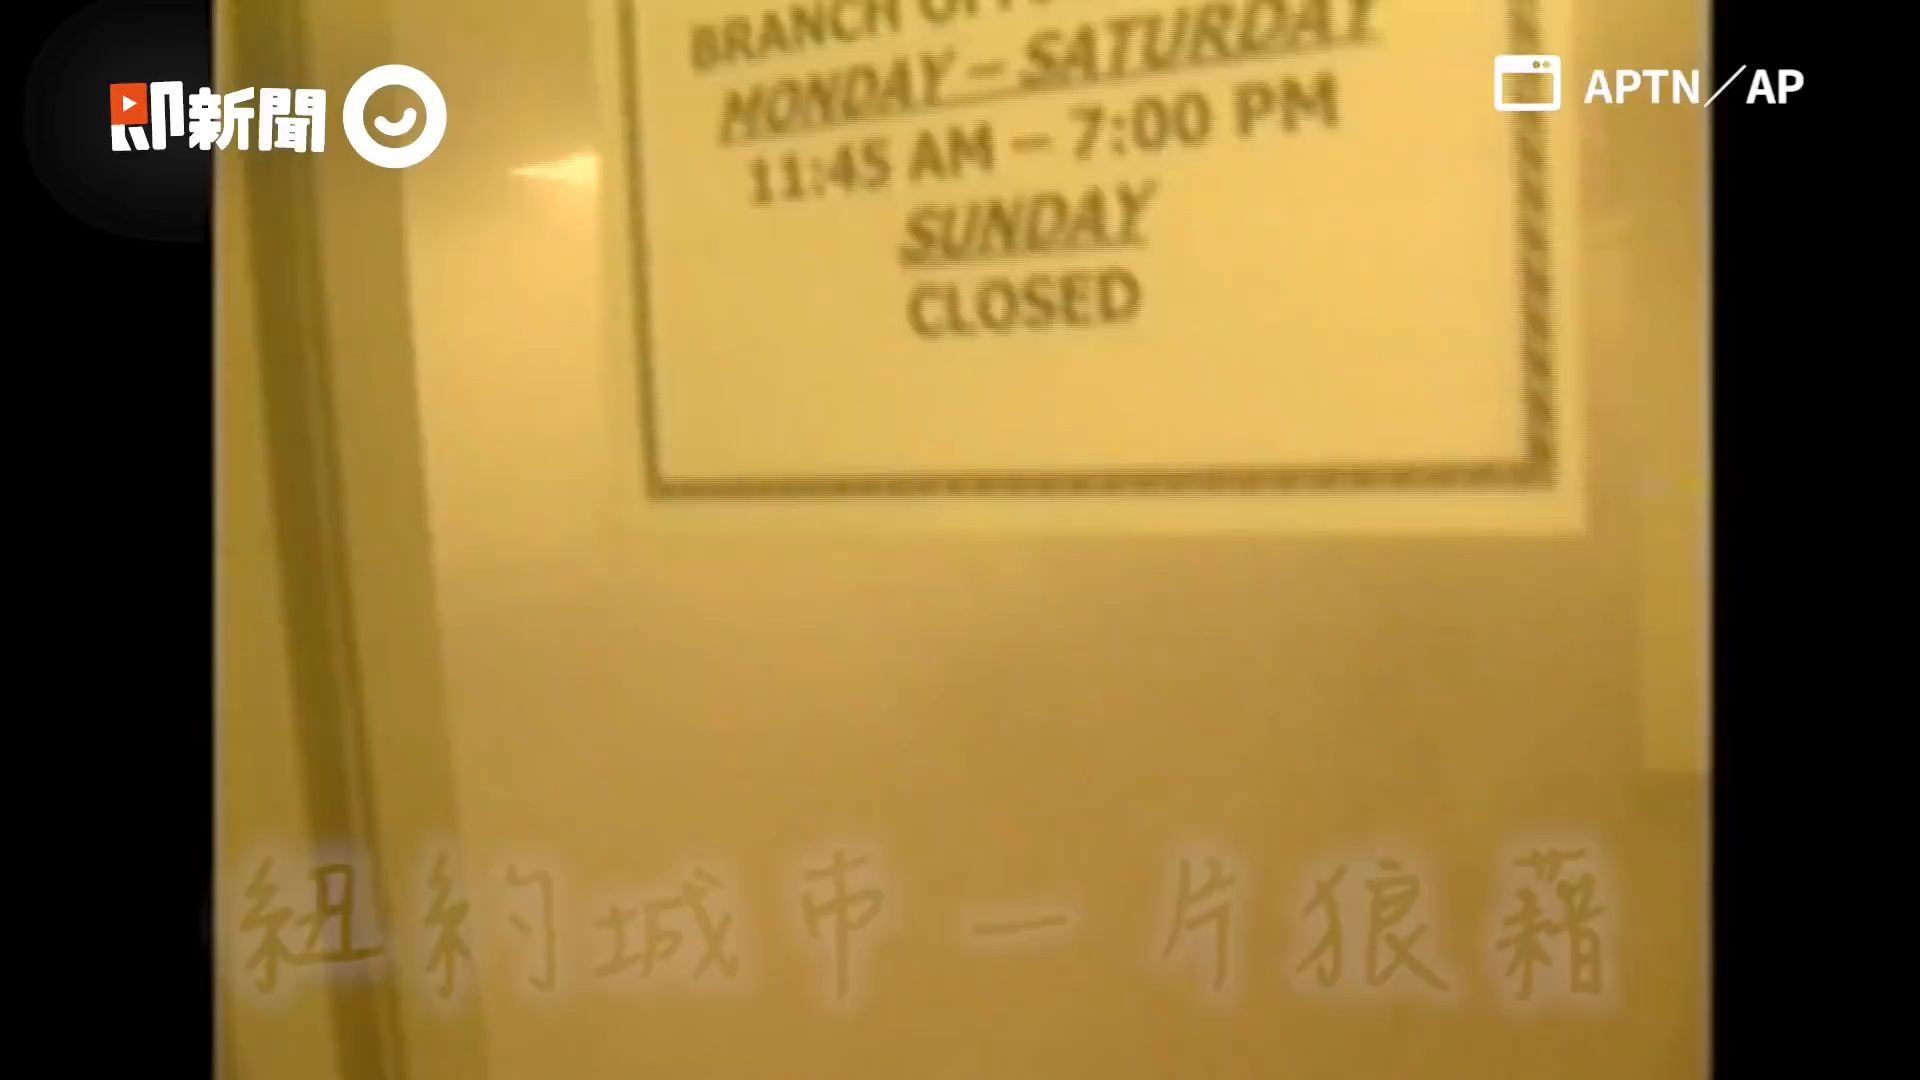 BRANCH
MONDAY – SATURDAY
11:45 AM – 7:00 PM
SUNDAY
CLOSED
即新聞
APTN／AP
紐約城市一片狼藉